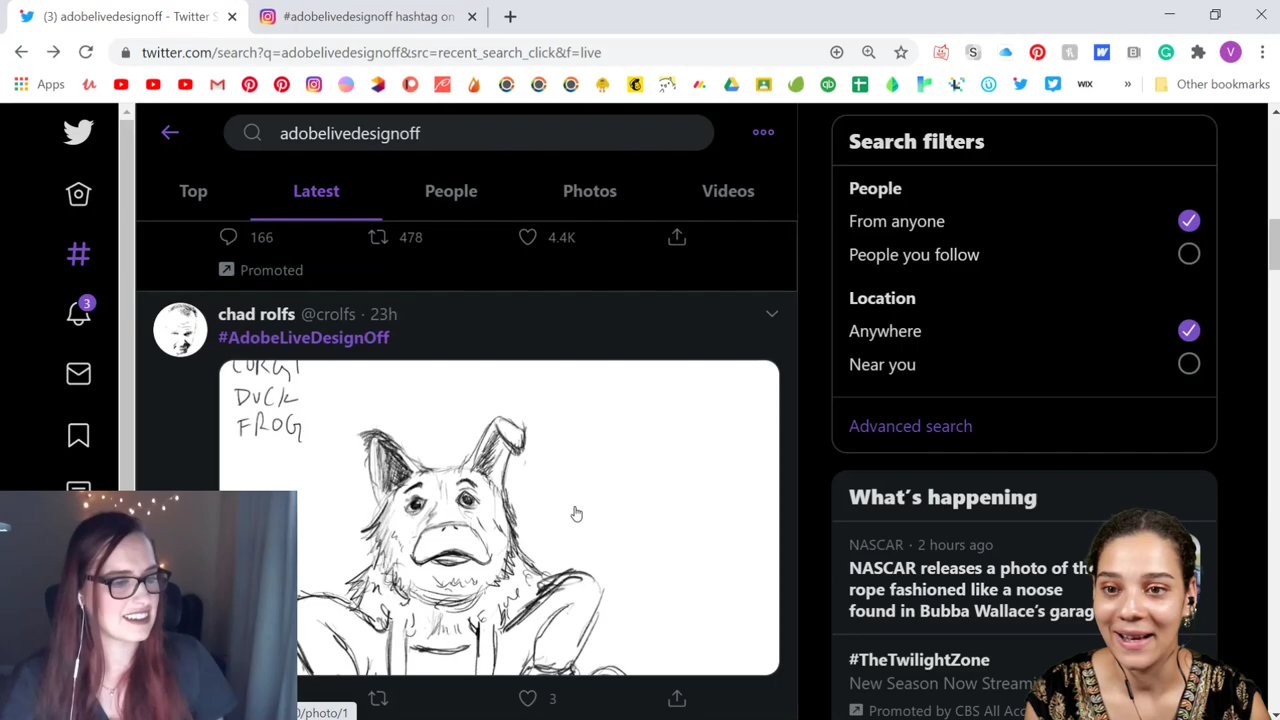 (3) adobelivedesignoff - Twitter S
#adobelivedesignoff hashtag on
twitter.com/search?q=adobelivedesignoff&src=recent_search_click&f=live
V
Apps
WIX
»
Other bookmarks
adobelivedesignoff
Top
Latest
People
Photos
Videos
166
478
4.4K
Promoted
3
chad rolfs @crolfs · 23h
#AdobeLiveDesignOff
CORGI
DUCK
FROG
3
0/photo/1
Search filters
People
From anyone
People you follow
Location
Anywhere
Near you
Advanced search
What's happening
NASCAR · 2 hours ago
NASCAR releases a photo of the
rope fashioned like a noose
found in Bubba Wallace's garag
#TheTwilightZone
New Season Now Streami
Promoted by CBS All Acc